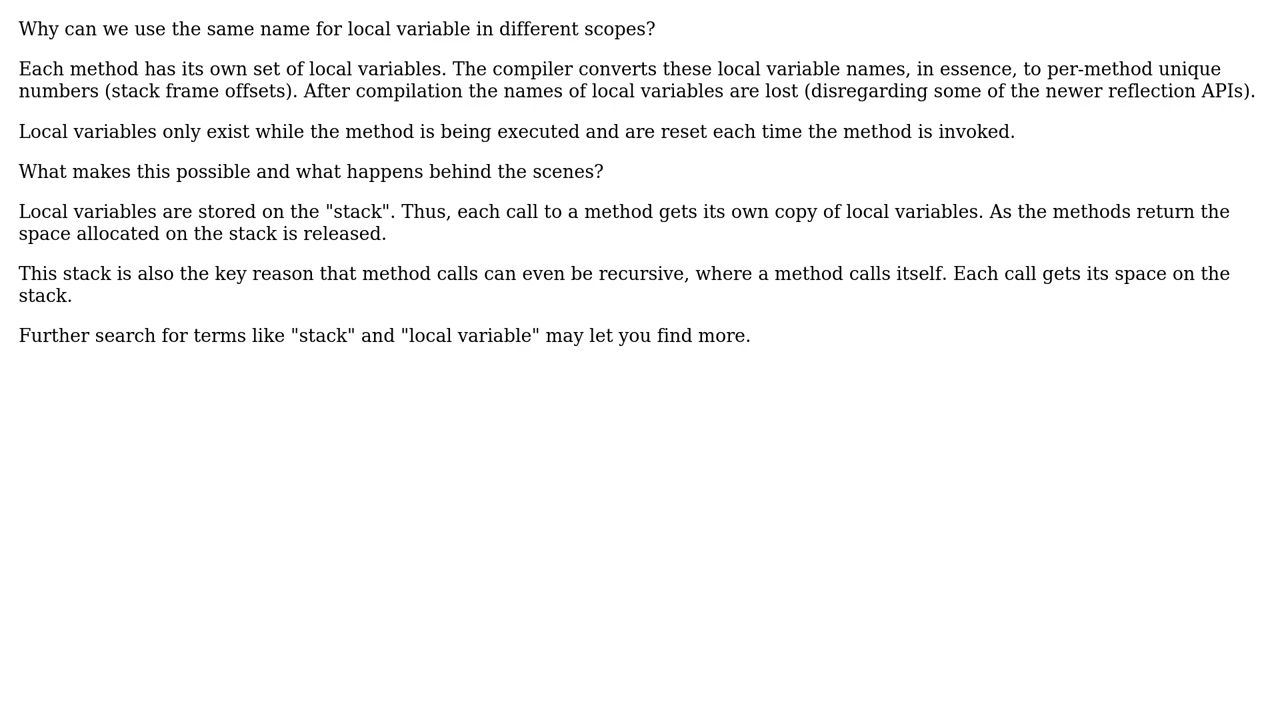 Why can we use the same name for local variable in different scopes?
Each method has its own set of local variables. The compiler converts these local variable names, in essence, to per-method unique
numbers (stack frame offsets). After compilation the names of local variables are lost (disregarding some of the newer reflection APIs).
Local variables only exist while the method is being executed and are reset each time the method is invoked.
What makes this possible and what happens behind the scenes?
Local variables are stored on the "stack". Thus, each call to a method gets its own copy of local variables. As the methods return the
space allocated on the stack is released.
This stack is also the key reason that method calls can even be recursive, where a method calls itself. Each call gets its space on the
stack.
Further search for terms like "stack" and "local variable" may let you find more.